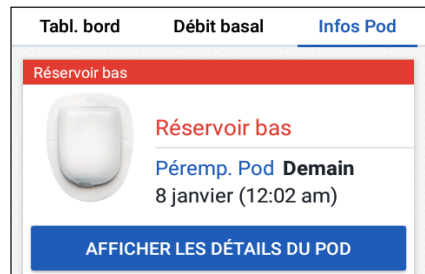 Tabl. bord Débit basal Infos Pod
Réservoir bas
Réservoir bas
Péremp. Pod Demain
8 janvier (12:02 am)
AFFICHER LES DÉTAILS DU POD